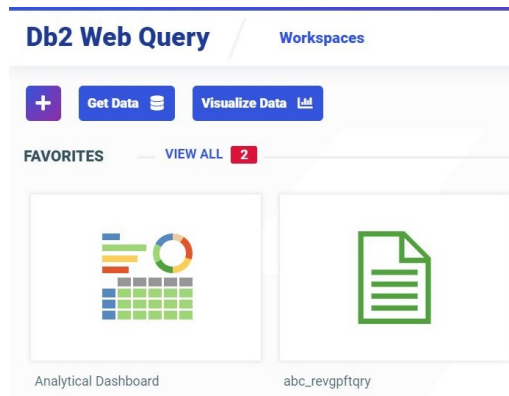 Db2 Web Query Workspaces
+ Get Data Visualize Data
FAVORITES VIEW ALL 2
Analytical Dashboard abc_revgpftqry